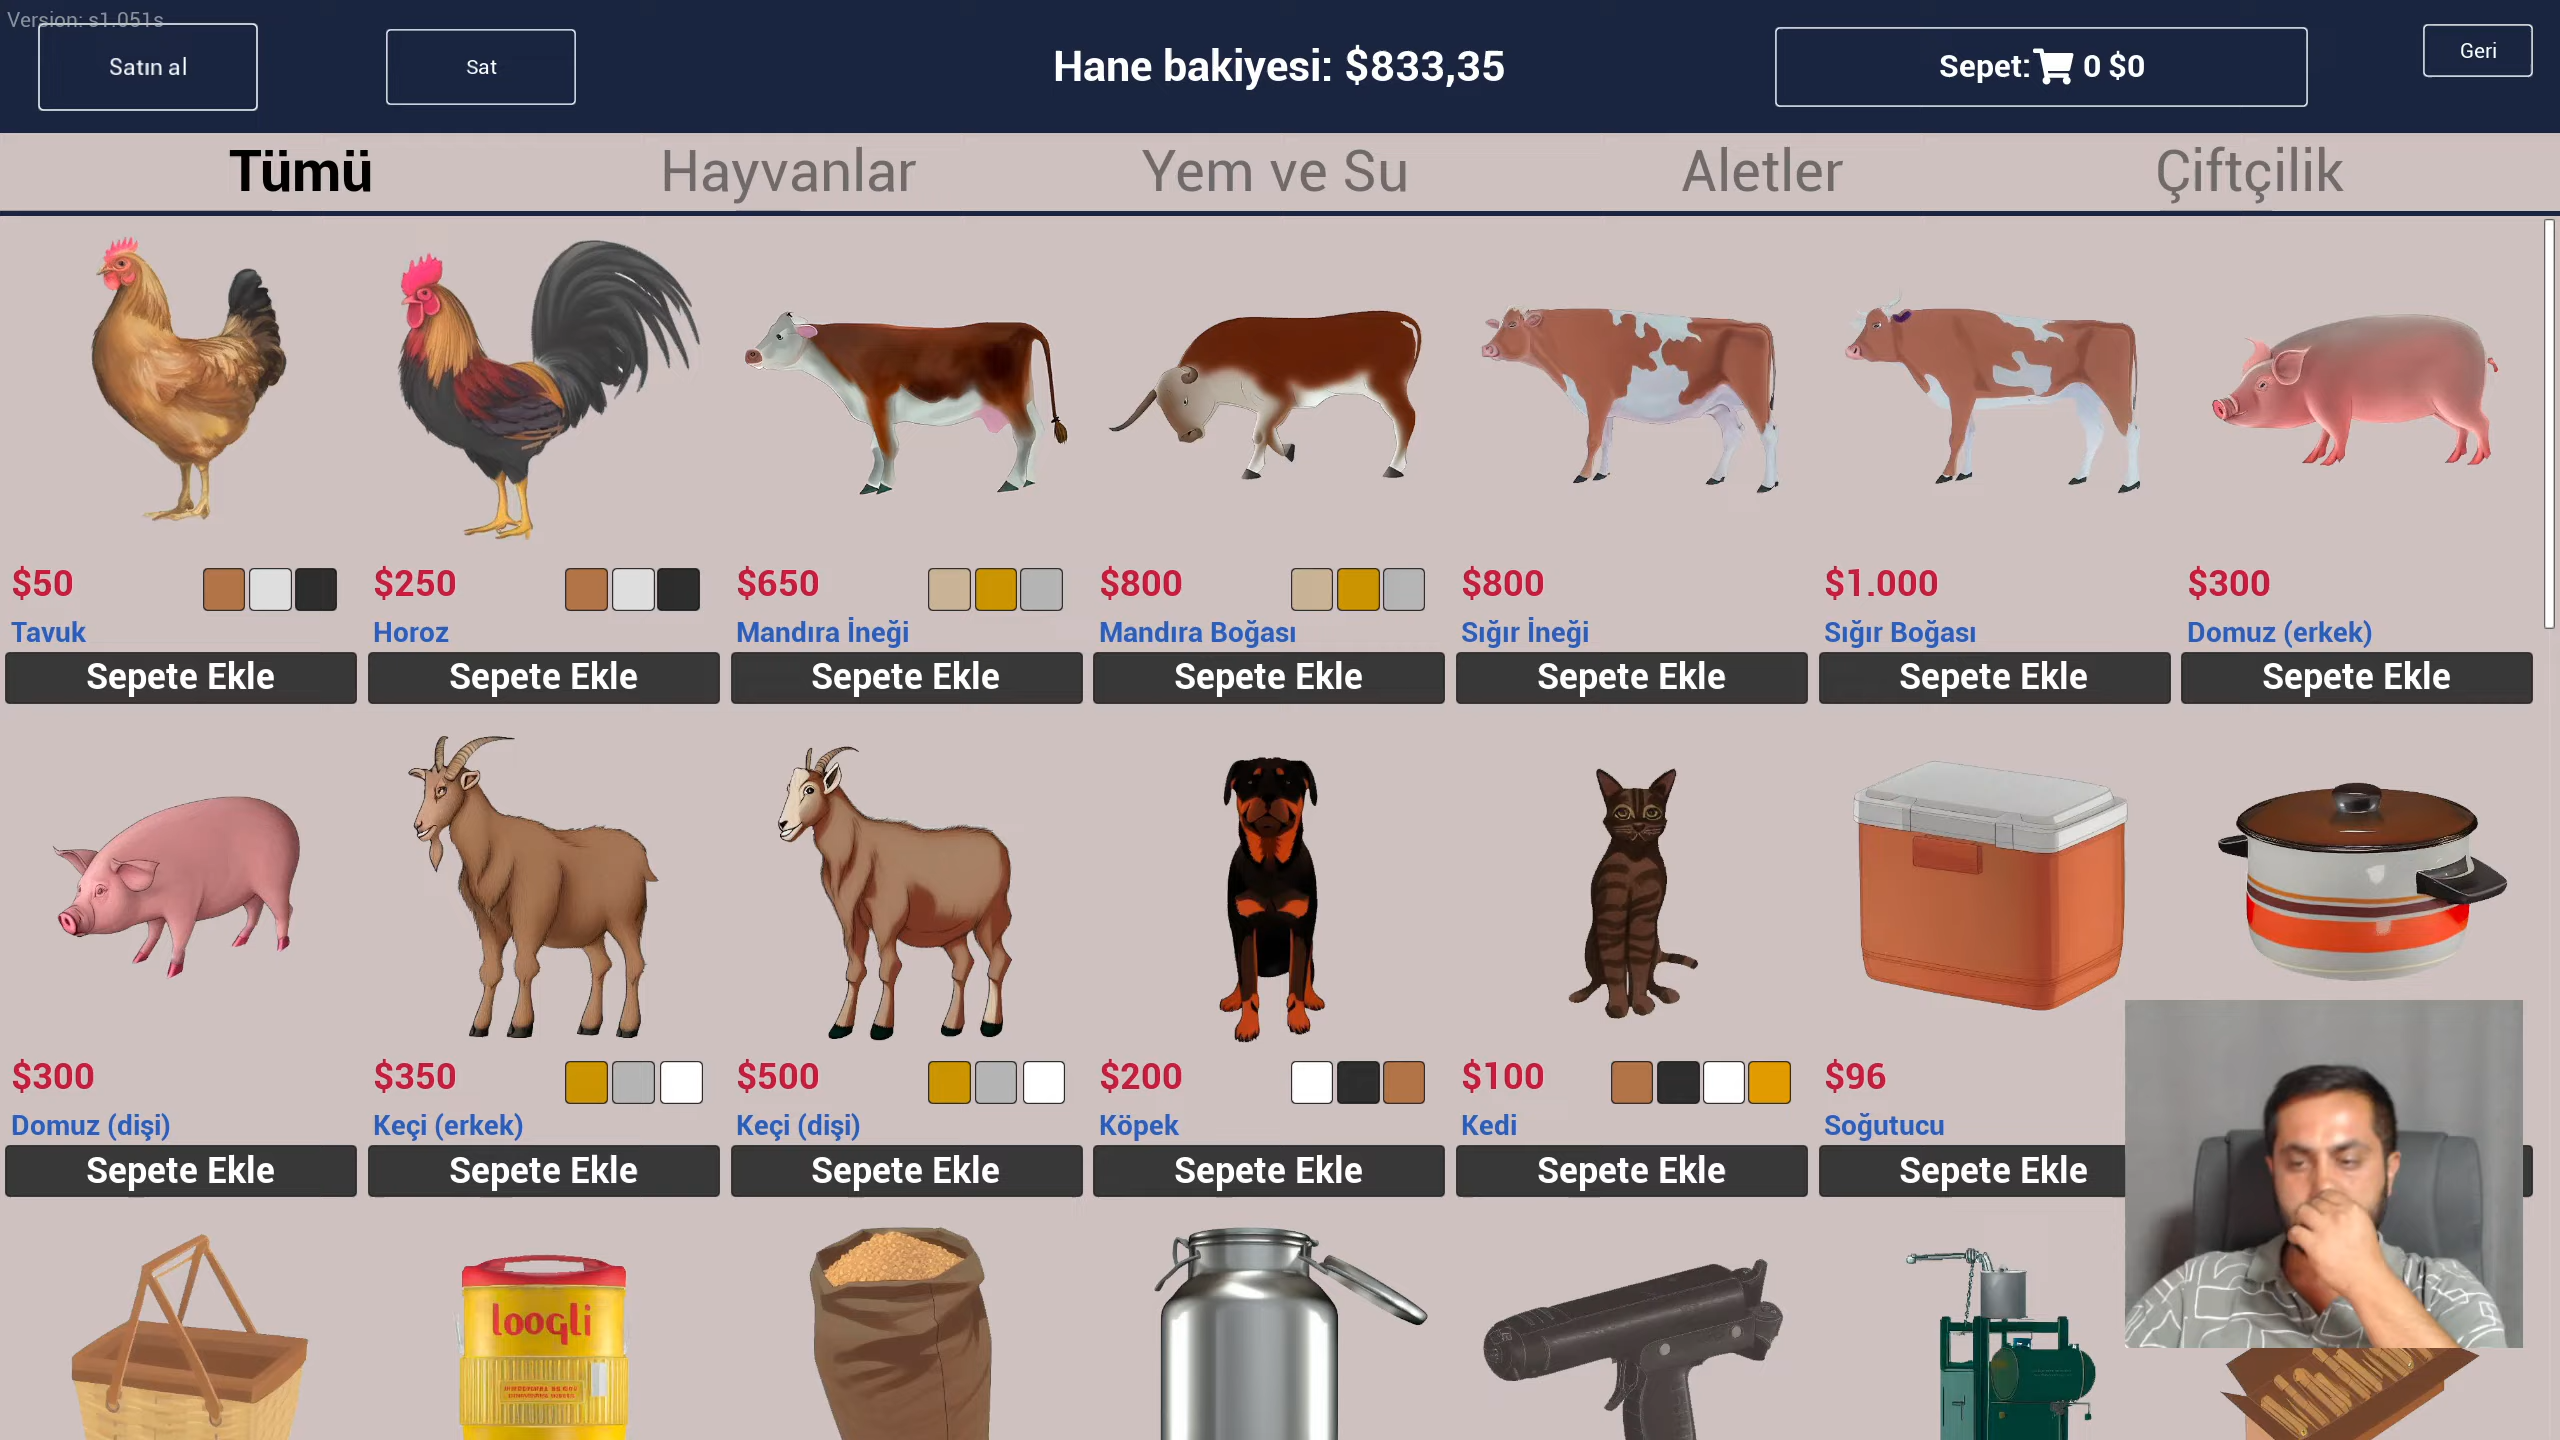 Version: s1.051s
Satın al
Sat
Hane bakiyesi: $833,35
Sepet: 0 $0
Geri
Tümü
Hayvanlar
Yem ve Su
Aletler
Çiftçilik
$50
Tavuk
Sepete Ekle
$250
Horoz
Sepete Ekle
$650
Mandıra İneği
Sepete Ekle
$800
Mandıra Boğası
Sepete Ekle
$800
Sığır İneği
Sepete Ekle
$1.000
Sığır Boğası
Sepete Ekle
$300
Domuz (erkek)
Sepete Ekle
$300
Domuz (dişi)
Sepete Ekle
$350
Keçi (erkek)
Sepete Ekle
$500
Keçi (dişi)
Sepete Ekle
$200
Köpek
Sepete Ekle
$100
Kedi
Sepete Ekle
$96
Soğutucu
Sepete Ekle
looqli